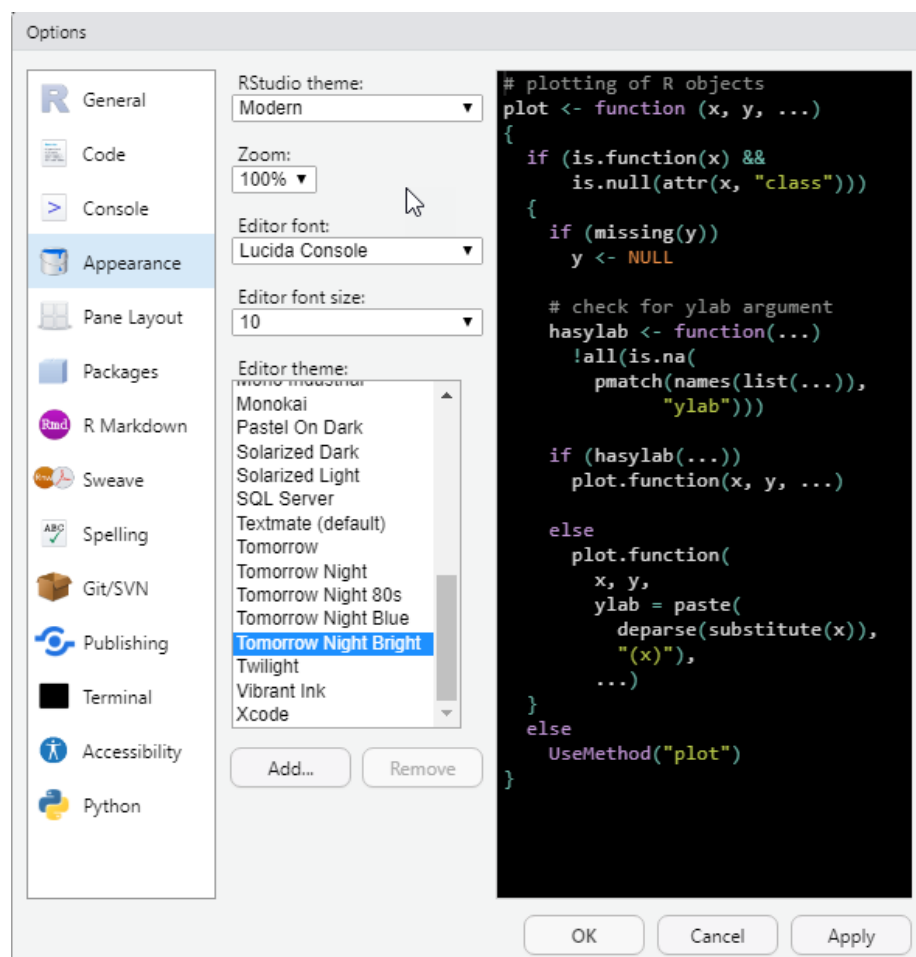 Options
General
Code
Console
Appearance
Pane Layout
Packages
Rmd R Markdown
Sweave
ABC Spelling
Git/SVN
Publishing
Terminal
Accessibility
Python
RStudio theme:
Modern
Zoom:
100%
Editor font:
Lucida Console
Editor font size:
10
Editor theme:
Mono Industrial
Monokai
Pastel On Dark
Solarized Dark
Solarized Light
SQL Server
Textmate (default)
Tomorrow
Tomorrow Night
Tomorrow Night 80s
Tomorrow Night Blue
Tomorrow Night Bright
Twilight
Vibrant Ink
Xcode
Add...
Remove
# plotting of R objects
plot <- function (x, y, ...)
{
  if (is.function(x) &&
      is.null(attr(x, "class")))
  {
    if (missing(y))
      y <- NULL
    # check for ylab argument
    hasylab <- function(...)
      !all(is.na(
        pmatch(names(list(...)),
              "ylab")))
    if (hasylab(...))
      plot.function(x, y, ...)
    else
      plot.function(
        x, y,
        ylab = paste(
          deparse(substitute(x)),
          "(x)"),
        ...)
  }
  else
    UseMethod("plot")
}
OK
Cancel
Apply